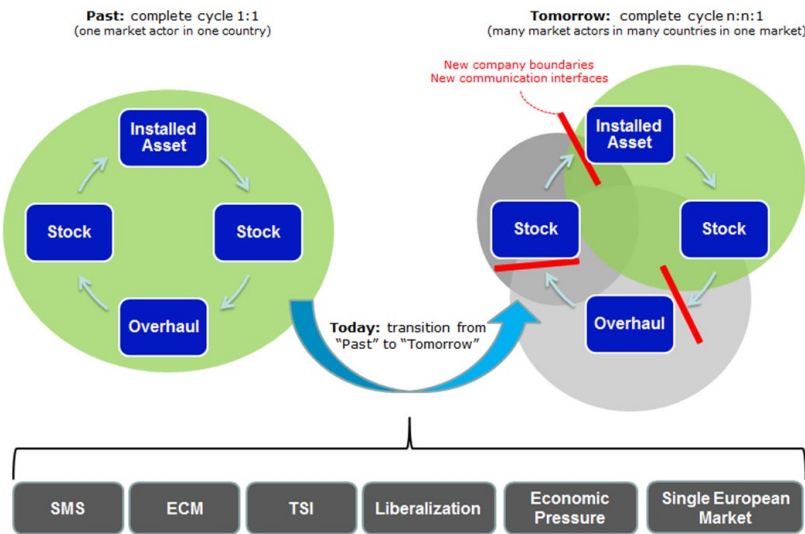 Past: complete cycle 1:1
(one market actor in one country)
Tomorrow: complete cycle n:n:1
(many market actors in many countries in one market)
New company boundaries
New communication interfaces
Installed
Asset
Stock
Stock
Overhaul
Installed
Asset
Stock
Stock
Overhaul
Today: transition from
“Past” to “Tomorrow”
SMS
ECM
TSI
Liberalization
Economic
Pressure
Single European
Market